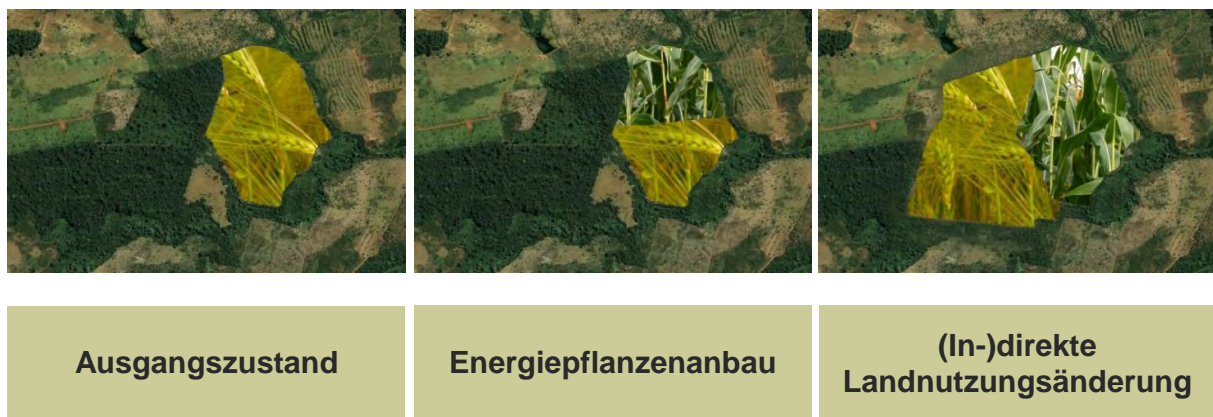 Ausgangszustand
Energiepflanzenanbau
(In-)direkte
Landnutzungsänderung